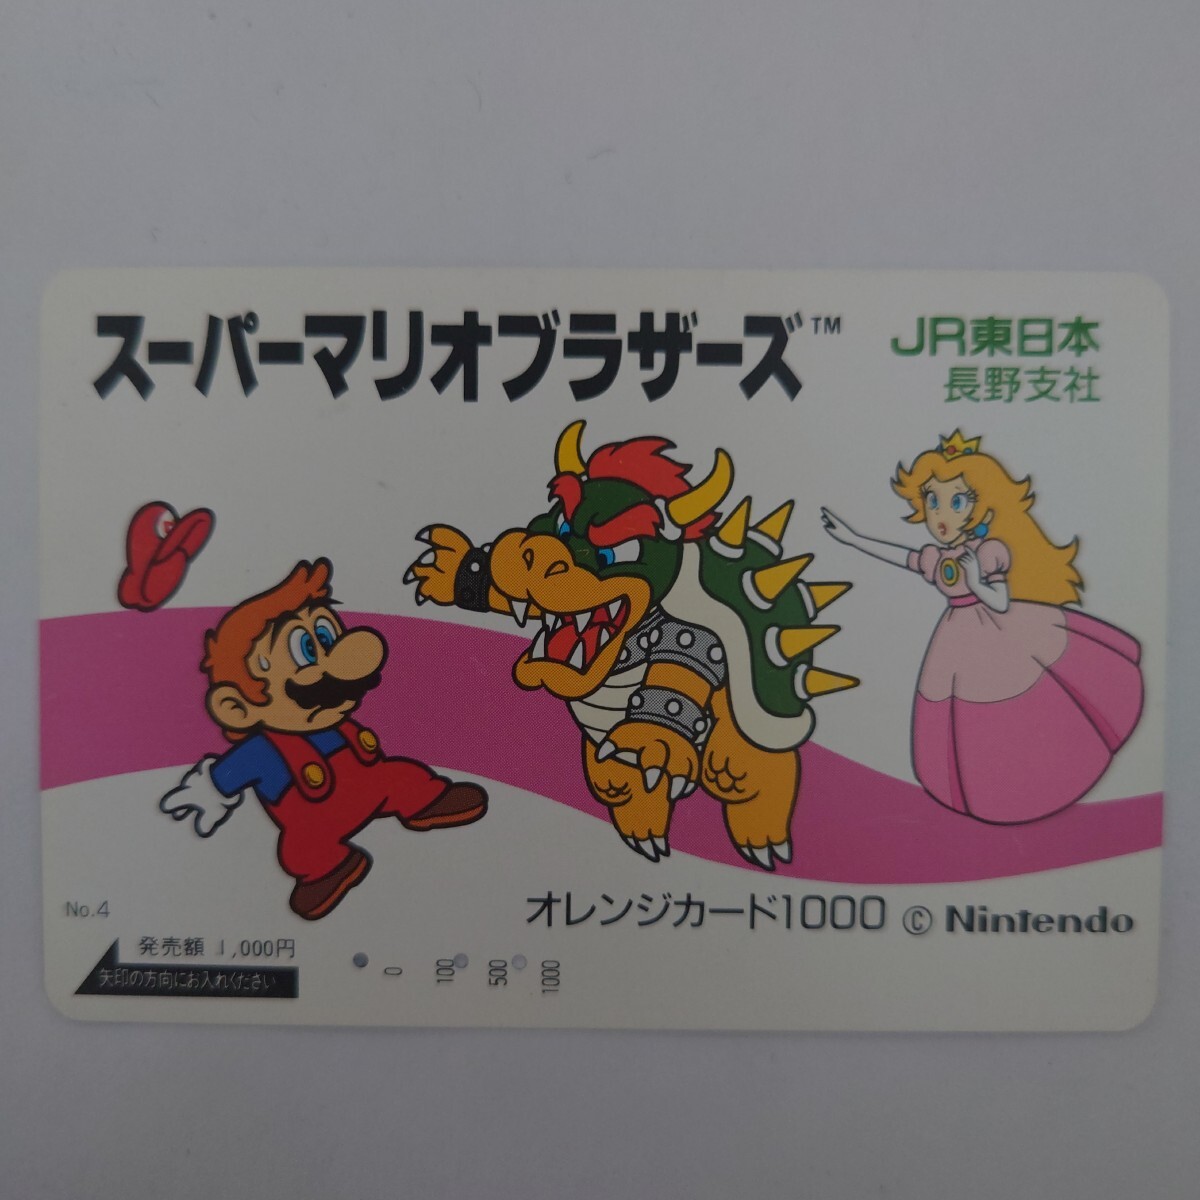 スーパーマリオブラザーズ™
JR東日本
長野支社
No.4
オレンジカード1000
© Nintendo
発売額 1,000円
矢印の方向にお入れください
0 100 500 1000